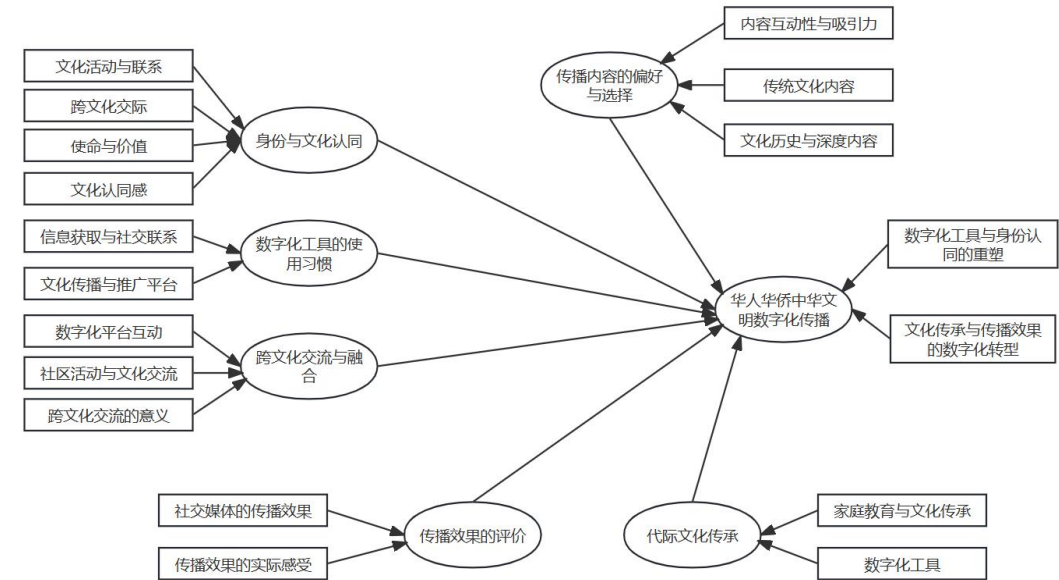 内容互动性与吸引力
传播内容的偏好
与选择
传统文化内容
文化历史与深度内容
文化活动与联系
跨文化交际
使命与价值
文化认同感
身份与文化认同
信息获取与社交联系
文化传播与推广平台
数字化工具的使
用习惯
数字化平台互动
社区活动与文化交流
跨文化交流的意义
跨文化交流与融
合
华人华侨中华文
明数字化传播
数字化工具与身份认
同的重塑
文化传承与传播效果
的数字化转型
社交媒体的传播效果
传播效果的实际感受
传播效果的评价
代际文化传承
家庭教育与文化传承
数字化工具